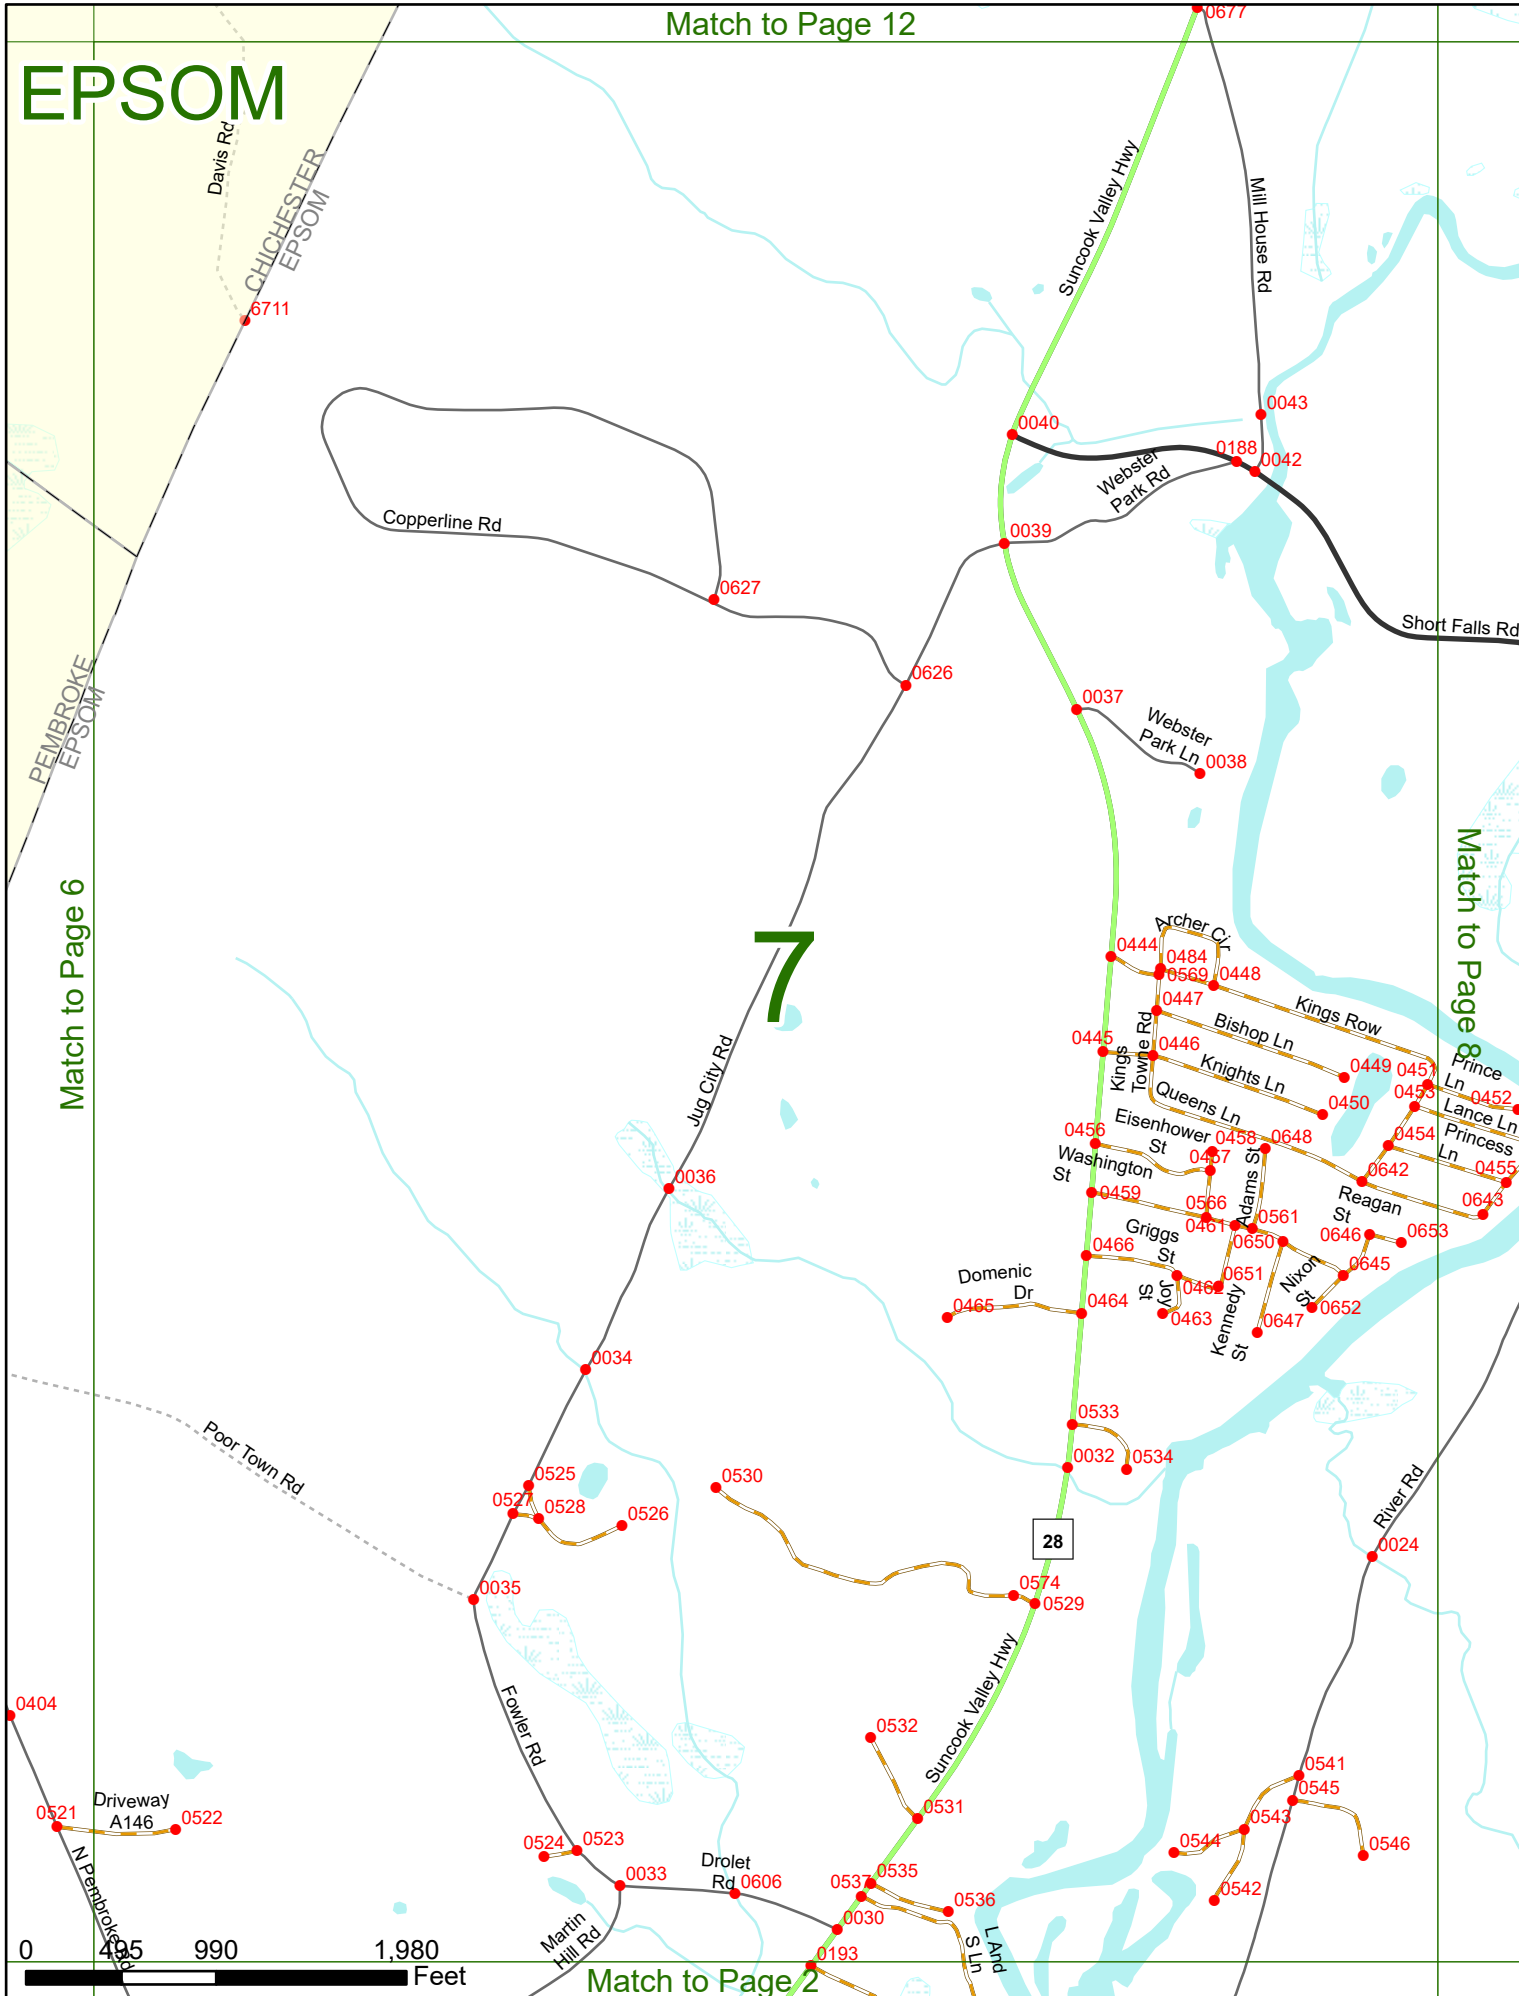 Match to Page 12
0677
EPSOM
Davis Rd
CHICHESTER
EPSOM
Suncook Valley Hwy
Mill House Rd
6711
0043
0040
0188
0042
Webster
Park Rd
Copperline Rd
0039
0627
Short Falls Rd
0626
0037
PEMBROKE
EPSOM
Webster
Park Ln
0038
Match to Page 6
7
Match to Page 8
Archer Cir
0444
0484
0569
0448
0447
Kings Row
Bishop Ln
0445
Kings
Towne Rd
0446
Knights Ln
0449
0451
Prince
Ln
0452
0453
Jug City Rd
Queens Ln
0450
Lance Ln
Eisenhower
St
0456
0458
0648
0454
Princess
Ln
Washington
St
0457
0455
0036
0459
0566
Adams St
0642
Reagan
St
0643
0461
0561
Griggs
St
0650
0646
0653
0466
0462
0651
0645
Domenic
Dr
Joy
St
Nixon
St
0465
0464
0463
Kennedy
St
0647
0652
0034
Poor Town Rd
0533
0032
0534
0525
0530
0527
0528
0526
River Rd
28
0024
0035
0574
0529
Suncook Valley Hwy
0404
Fowler Rd
0532
0541
Driveway
A146
0521
0522
0531
0545
0543
0524
0523
0544
0546
Drolet
Rd
0033
0606
0535
0537
0536
0542
N Pembroke Rd
Martin
Hill Rd
0030
L And
S Ln
0193
0 495 990 1,980
Feet
Match to Page 2